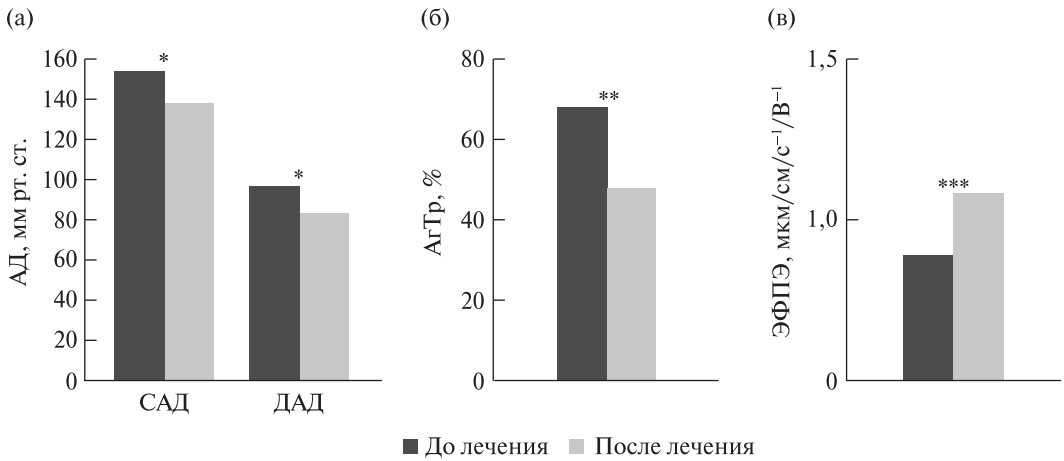 (а)
АД, мм рт. ст.
160
140
120
100
80
60
40
20
0
*
*
САД
ДАД
(б)
АгТр, %
80
60
40
20
0
**
(в)
ЭФПЭ, мкм/см/с⁻¹/В⁻¹
1,5
1,0
0
***
До лечения
После лечения